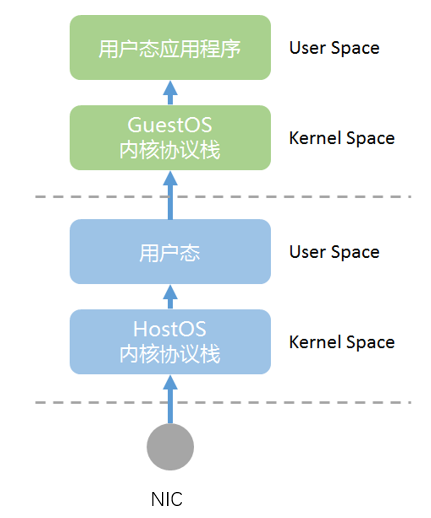 用户态应用程序
User Space
GuestOS
内核协议栈
Kernel Space
用户态
User Space
HostOS
内核协议栈
Kernel Space
NIC